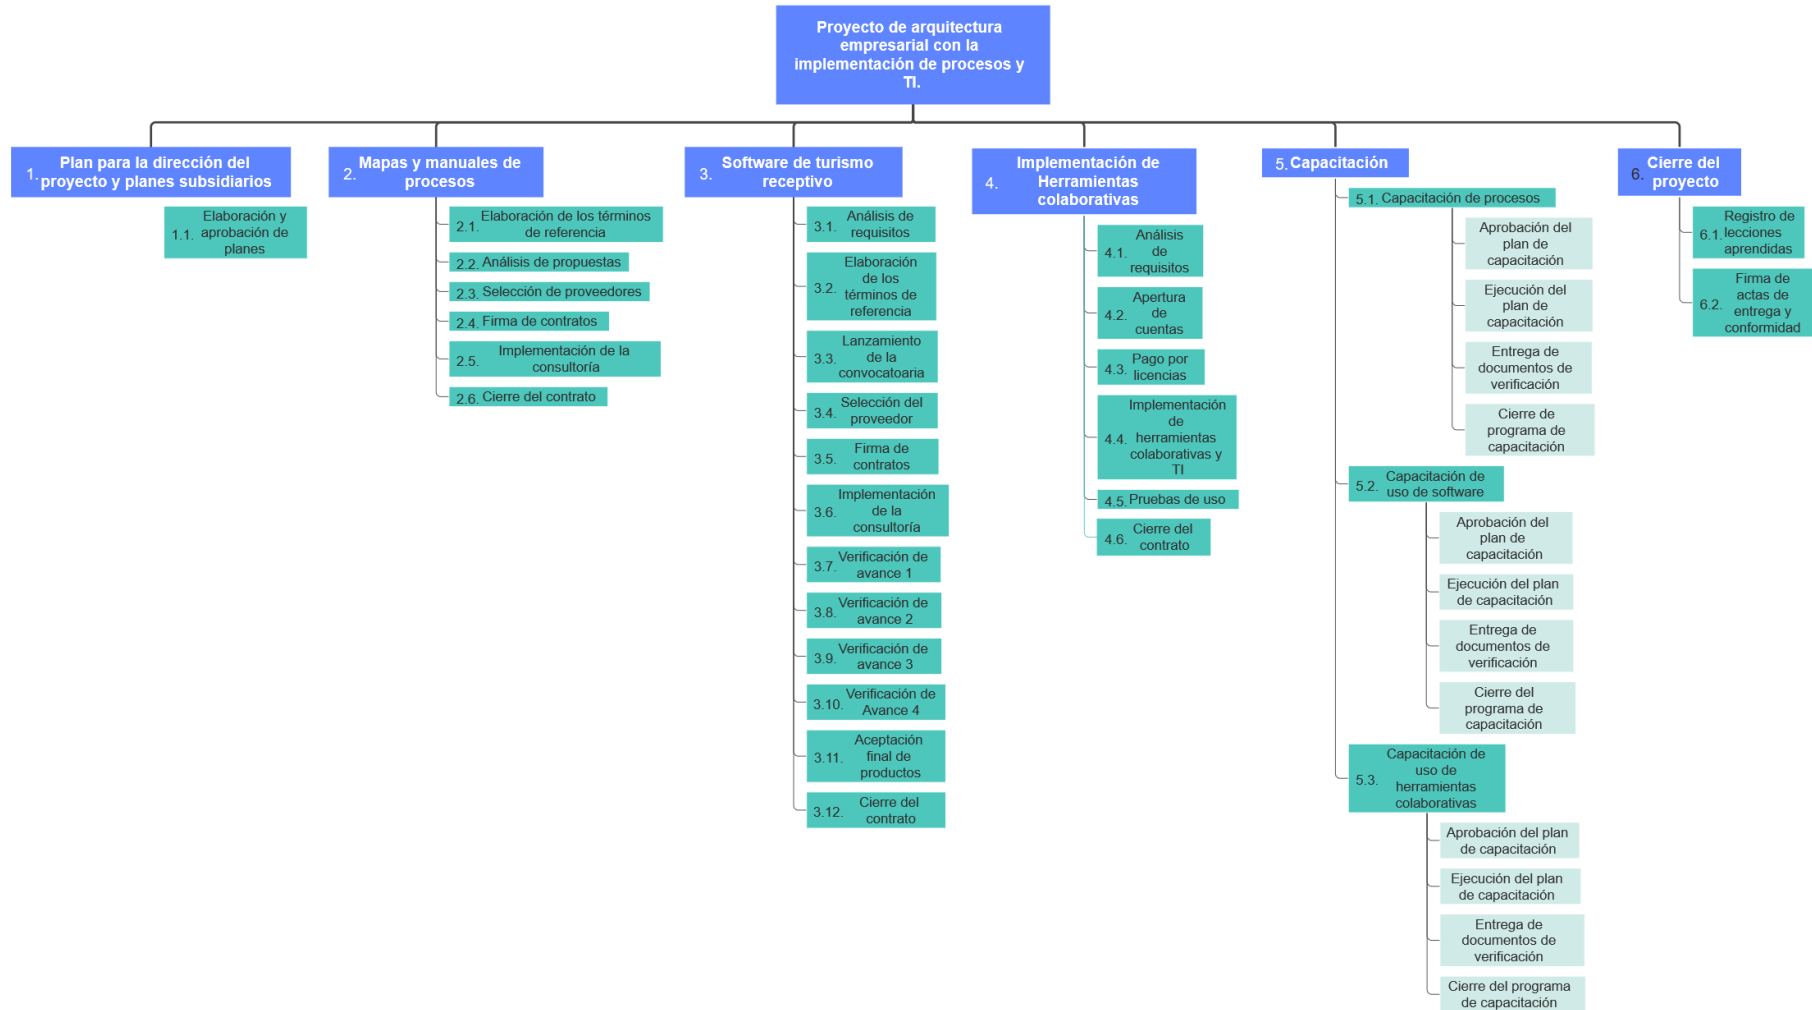 Proyecto de arquitectura
empresarial con la
implementación de procesos y
TI.
1. Plan para la dirección del
proyecto y planes subsidiarios
1.1. Elaboración y
aprobación de
planes
2. Mapas y manuales de
procesos
2.1. Elaboración de los términos
de referencia
2.2. Análisis de propuestas
2.3. Selección de proveedores
2.4. Firma de contratos
2.5. Implementación de la
consultoría
2.6. Cierre del contrato
3. Software de turismo
receptivo
3.1. Análisis de
requisitos
3.2. Elaboración
de los
términos de
referencia
3.3. Lanzamiento
de la
convocatoaria
3.4. Selección del
proveedor
3.5. Firma de
contratos
3.6. Implementación
de la
consultoría
3.7. Verificación de
avance 1
3.8. Verificación de
avance 2
3.9. Verificación de
avance 3
3.10. Verificación de
Avance 4
3.11. Aceptación
final de
productos
3.12. Cierre del
contrato
4. Implementación de
Herramientas
colaborativas
4.1. Análisis
de
requisitos
4.2. Apertura
de
cuentas
4.3. Pago por
licencias
4.4. Implementación
de
herramientas
colaborativas y
TI
4.5. Pruebas de uso
4.6. Cierre del
contrato
5. Capacitación
5.1. Capacitación de procesos
Aprobación del
plan de
capacitación
Ejecución del
plan de
capacitación
Entrega de
documentos de
verificación
Cierre de
programa de
capacitación
5.2. Capacitación de
uso de software
Aprobación del
plan de
capacitación
Ejecución del plan
de capacitación
Entrega de
documentos de
verificación
Cierre del
programa de
capacitación
5.3. Capacitación de
uso de
herramientas
colaborativas
Aprobación del plan
de capacitación
Ejecución del plan
de capacitación
Entrega de
documentos de
verificación
Cierre del programa
de capacitación
6. Cierre del
proyecto
6.1. Registro de
lecciones
aprendidas
6.2. Firma de
actas de
entrega y
conformidad